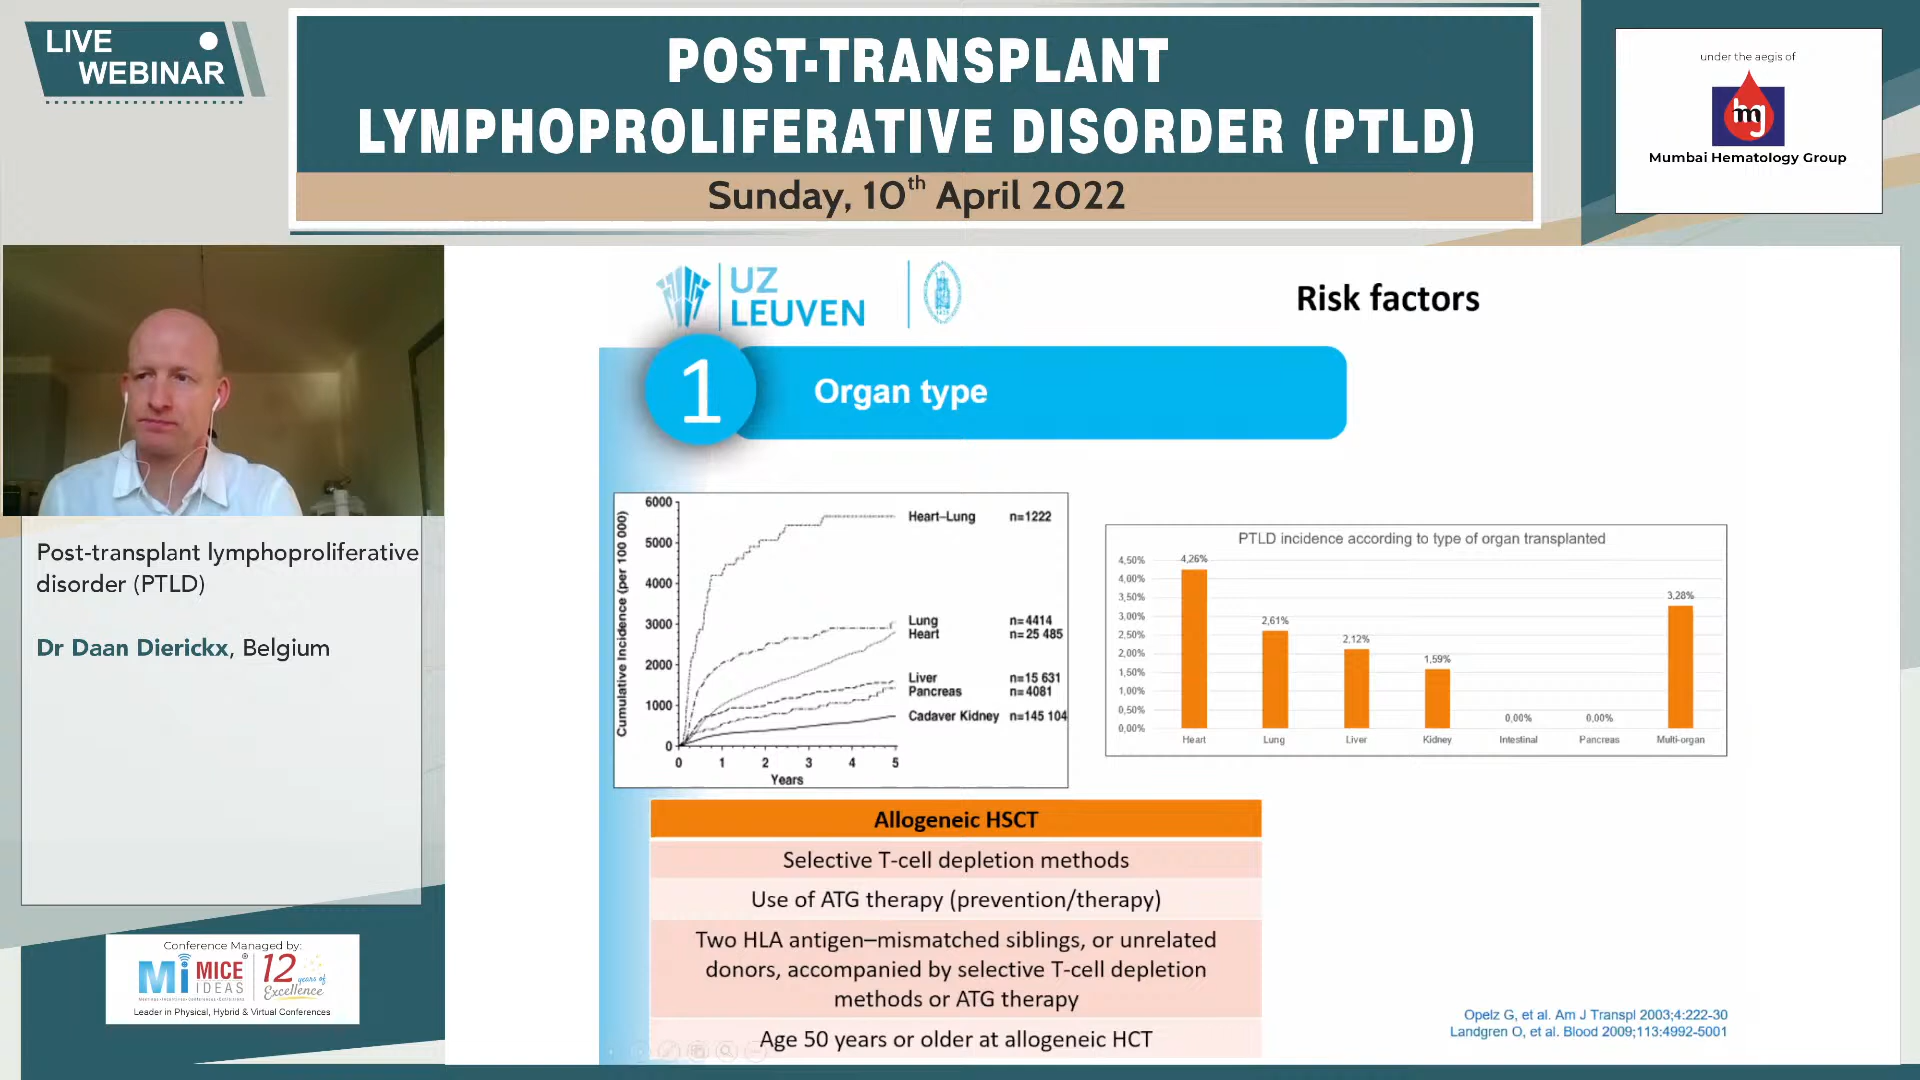 LIVE
WEBINAR
POST-TRANSPLANT
LYMPHOPROLIFERATIVE DISORDER (PTLD)
Sunday, 10th April 2022
under the aegis of
mg
Mumbai Hematology Group
Post-transplant lymphoproliferative
disorder (PTLD)
Dr Daan Dierickx, Belgium
Conference Managed by:
Mi MICE IDEAS 12 years of Excellence
Leader in Physical, Hybrid & Virtual Conferences
UZ
LEUVEN
Risk factors
1 Organ type
Cumulative Incidence (per 100 000)
6000
5000
4000
3000
2000
1000
0
0 1 2 3 4 5
Years
Heart–Lung n=1222
Lung n=4414
Heart n=25 485
Liver n=15 631
Pancreas n=4081
Cadaver Kidney n=145 104
PTLD incidence according to type of organ transplanted
4,50%
4,00%
3,50%
3,00%
2,50%
2,00%
1,50%
1,00%
0,50%
0,00%
4,26% 2,61% 2,12% 1,59% 0,00% 0,00% 3,28%
Heart Lung Liver Kidney Intestinal Pancreas Multi-organ
Allogeneic HSCT
Selective T-cell depletion methods
Use of ATG therapy (prevention/therapy)
Two HLA antigen–mismatched siblings, or unrelated
donors, accompanied by selective T-cell depletion
methods or ATG therapy
Age 50 years or older at allogeneic HCT
Opelz G, et al. Am J Transpl 2003;4:222-30
Landgren O, et al. Blood 2009;113:4992-5001